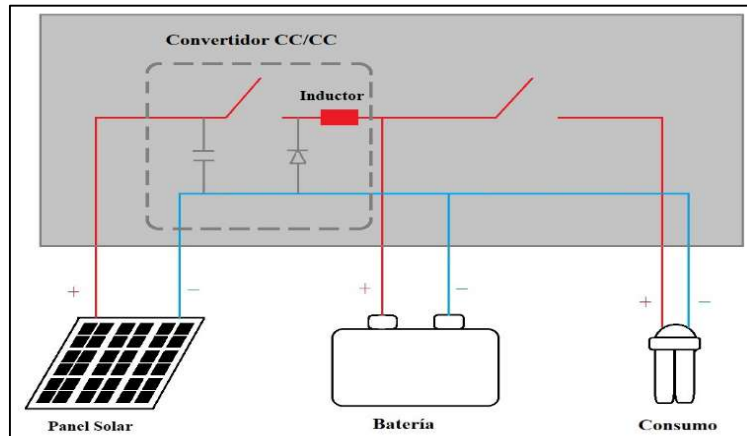 Convertidor CC/CC
Inductor
+
−
+
−
+
−
Panel Solar
Batería
Consumo